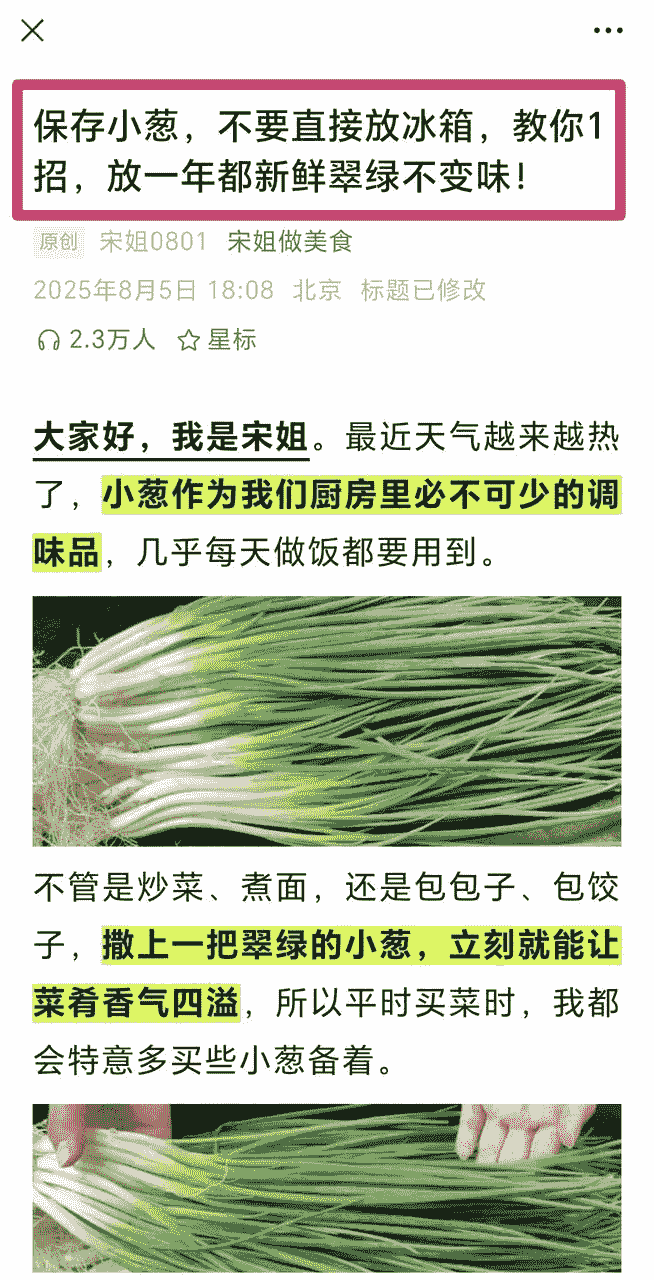 保存小葱，不要直接放冰箱，教你1
招，放一年都新鲜翠绿不变味！
原创 宋姐0801 宋姐做美食
2025年8月5日 18:08 北京 标题已修改
2.3万人 星标
大家好，我是宋姐。最近天气越来越热
了，小葱作为我们厨房里必不可少的调
味品，几乎每天做饭都要用到。
不管是炒菜、煮面，还是包包子、包饺
子，撒上一把翠绿的小葱，立刻就能让
菜肴香气四溢，所以平时买菜时，我都
会特意多买些小葱备着。